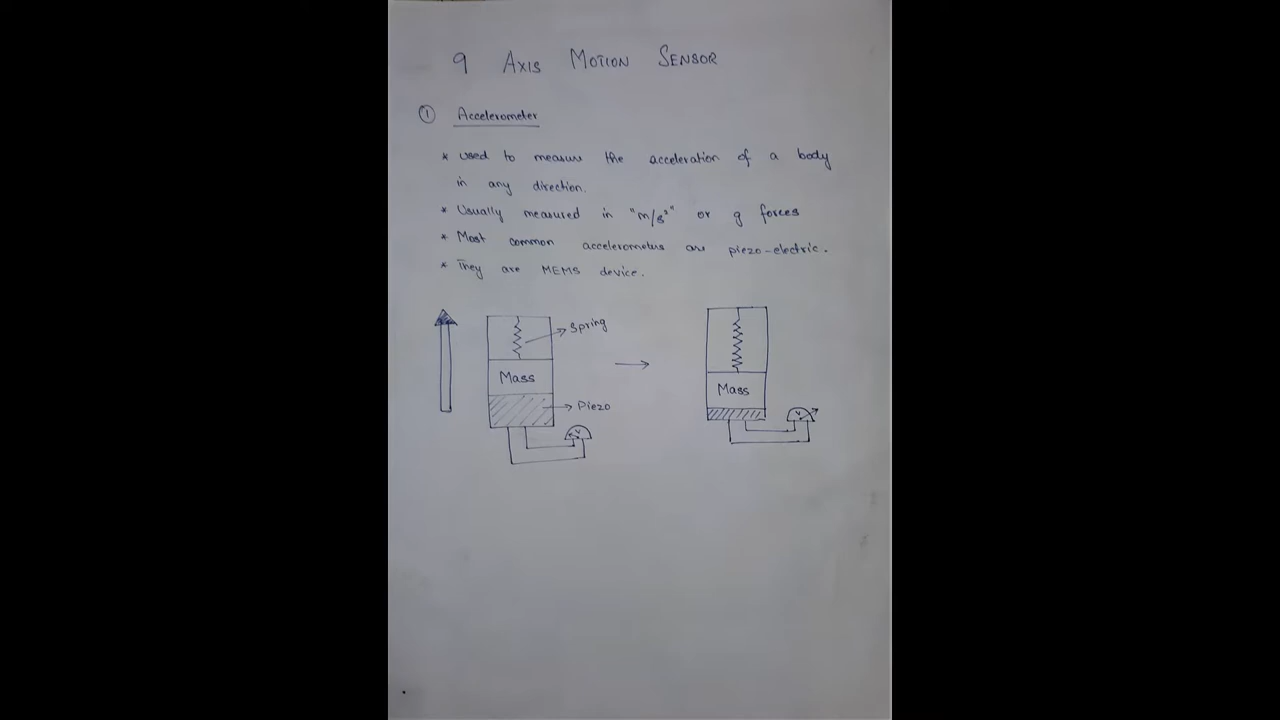 9 AXIS MOTION SENSOR
① Accelerometer
* used to measure the acceleration of a body
in any direction.
* Usually measured in "m/s²" or g forces
* Most common accelerometers are piezo-electric.
* They are MEMS device.
Spring
Mass
Piezo
V
Mass
V